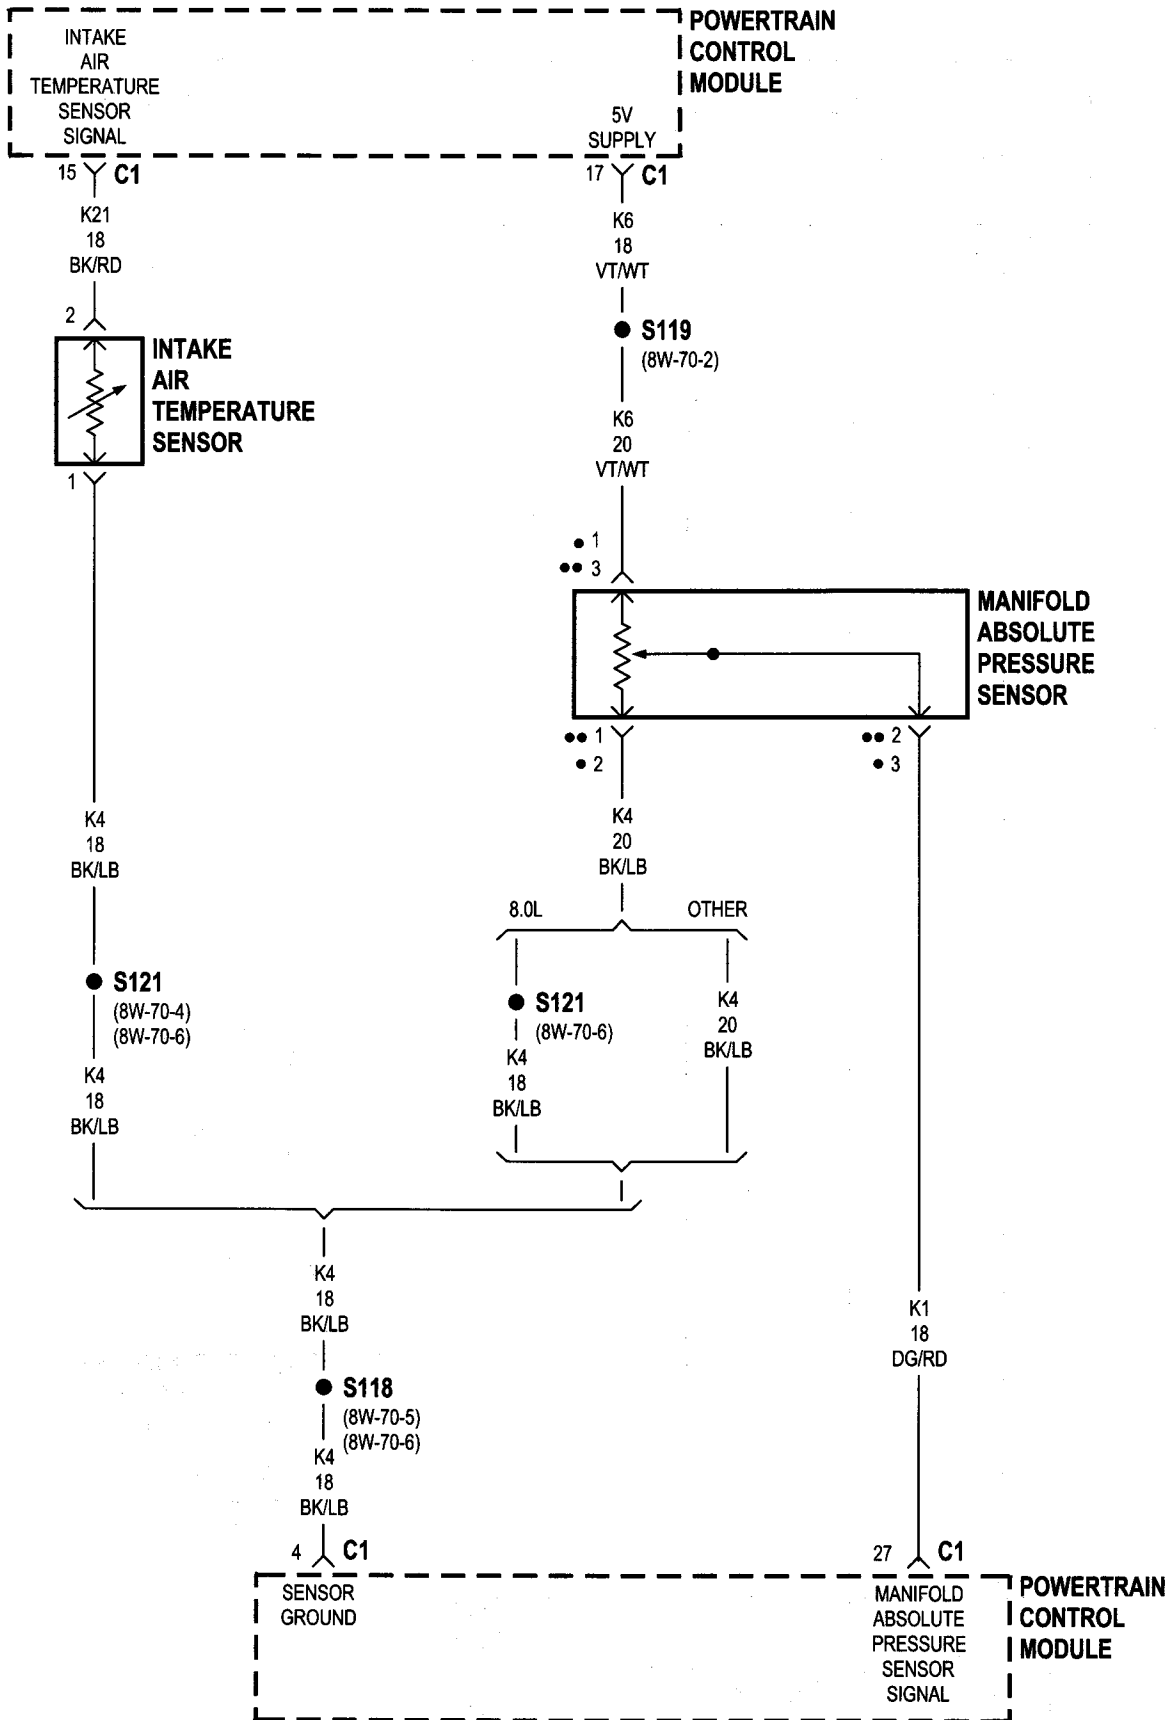 POWERTRAIN
CONTROL
MODULE
INTAKE
AIR
TEMPERATURE
SENSOR
SIGNAL
5V
SUPPLY
15 C1
17 C1
K21
18
BK/RD
K6
18
VT/WT
2
S119
(8W-70-2)
INTAKE
AIR
TEMPERATURE
SENSOR
K6
20
VT/WT
1
• 1
•• 3
MANIFOLD
ABSOLUTE
PRESSURE
SENSOR
•• 1
• 2
•• 2
• 3
K4
18
BK/LB
K4
20
BK/LB
8.0L
OTHER
S121
(8W-70-4)
(8W-70-6)
S121
(8W-70-6)
K4
20
BK/LB
K4
18
BK/LB
K4
18
BK/LB
K4
18
BK/LB
K1
18
DG/RD
S118
(8W-70-5)
(8W-70-6)
K4
18
BK/LB
4 C1
27 C1
SENSOR
GROUND
MANIFOLD
ABSOLUTE
PRESSURE
SENSOR
SIGNAL
POWERTRAIN
CONTROL
MODULE